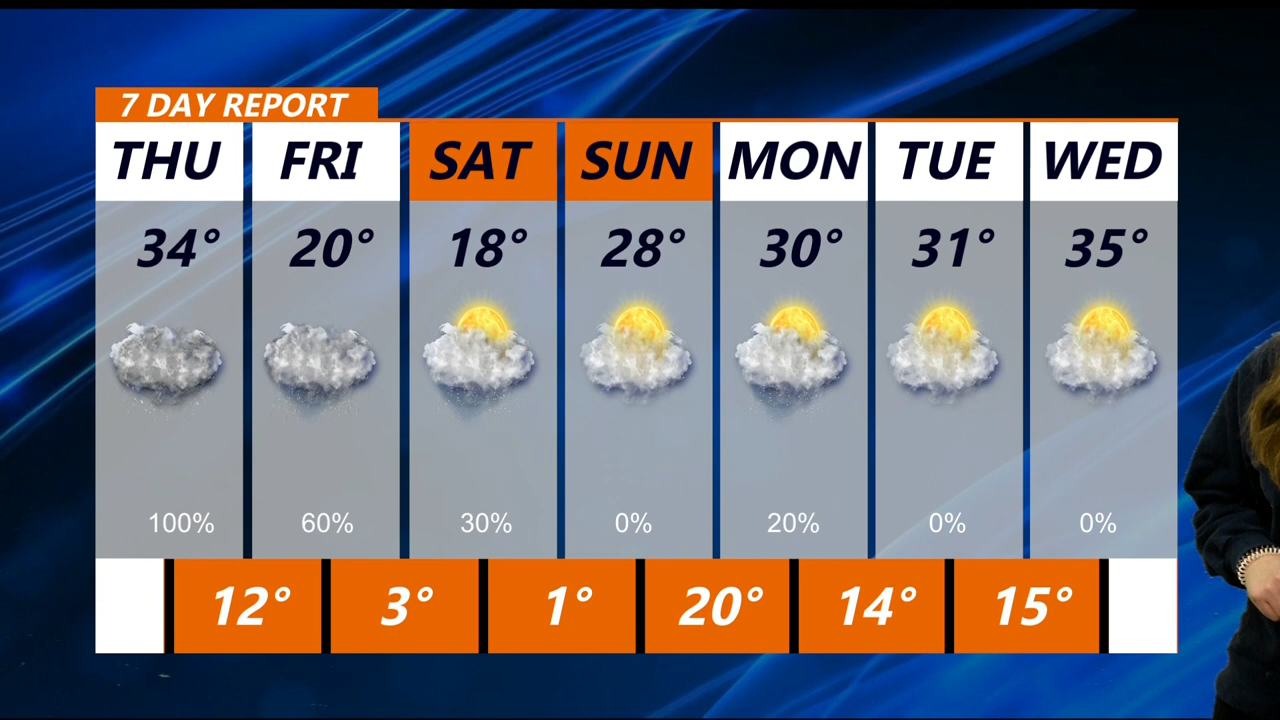 7 DAY REPORT
THU FRI SAT SUN MON TUE WED
34° 20° 18° 28° 30° 31° 35°
100% 60% 30% 0% 20% 0% 0%
12° 3° 1° 20° 14° 15°